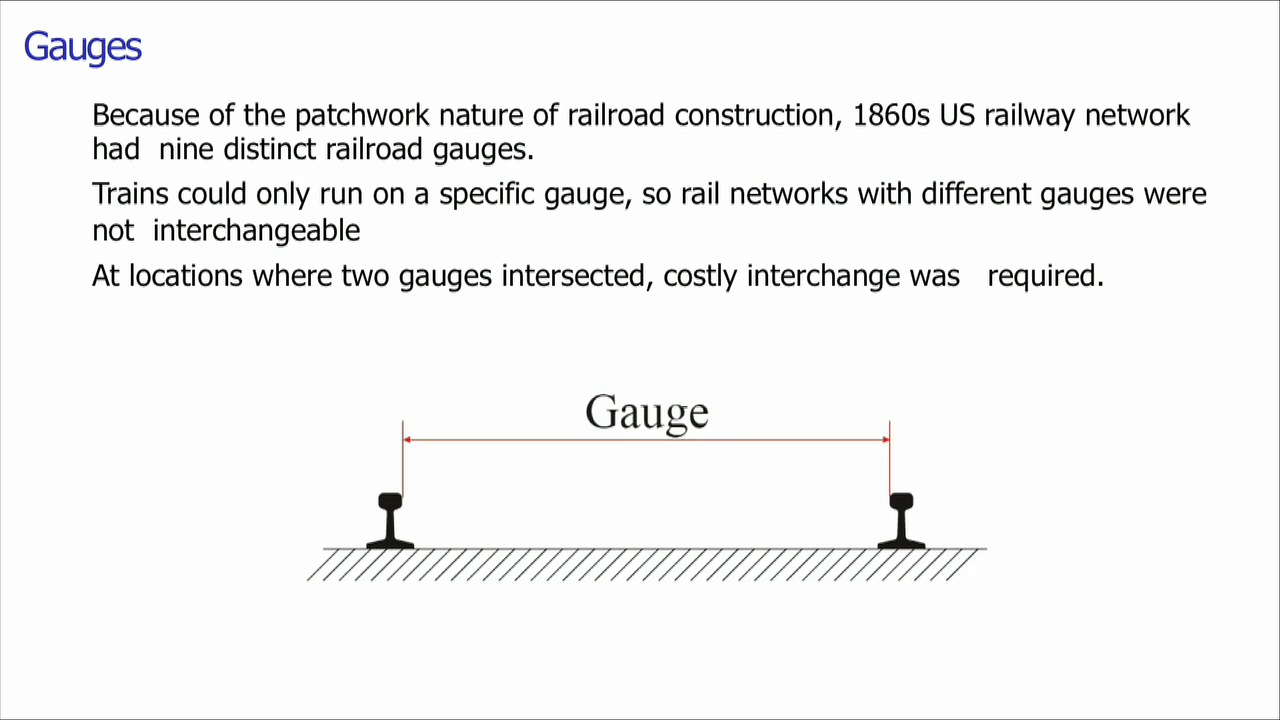 Gauges
Because of the patchwork nature of railroad construction, 1860s US railway network
had  nine distinct railroad gauges.
Trains could only run on a specific gauge, so rail networks with different gauges were
not  interchangeable
At locations where two gauges intersected, costly interchange was   required.
Gauge